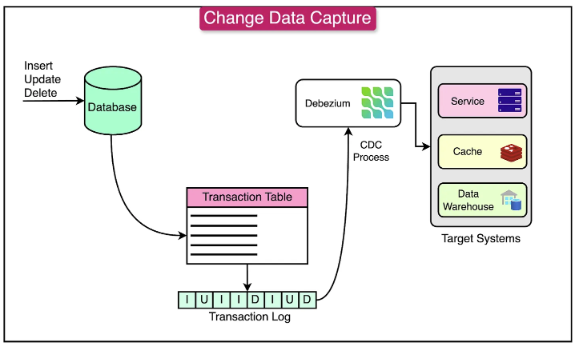 Change Data Capture
Insert
Update
Delete
Database
Transaction Table
I U I I D I U D
Transaction Log
Debezium
CDC
Process
Service
Cache
Data
Warehouse
Target Systems